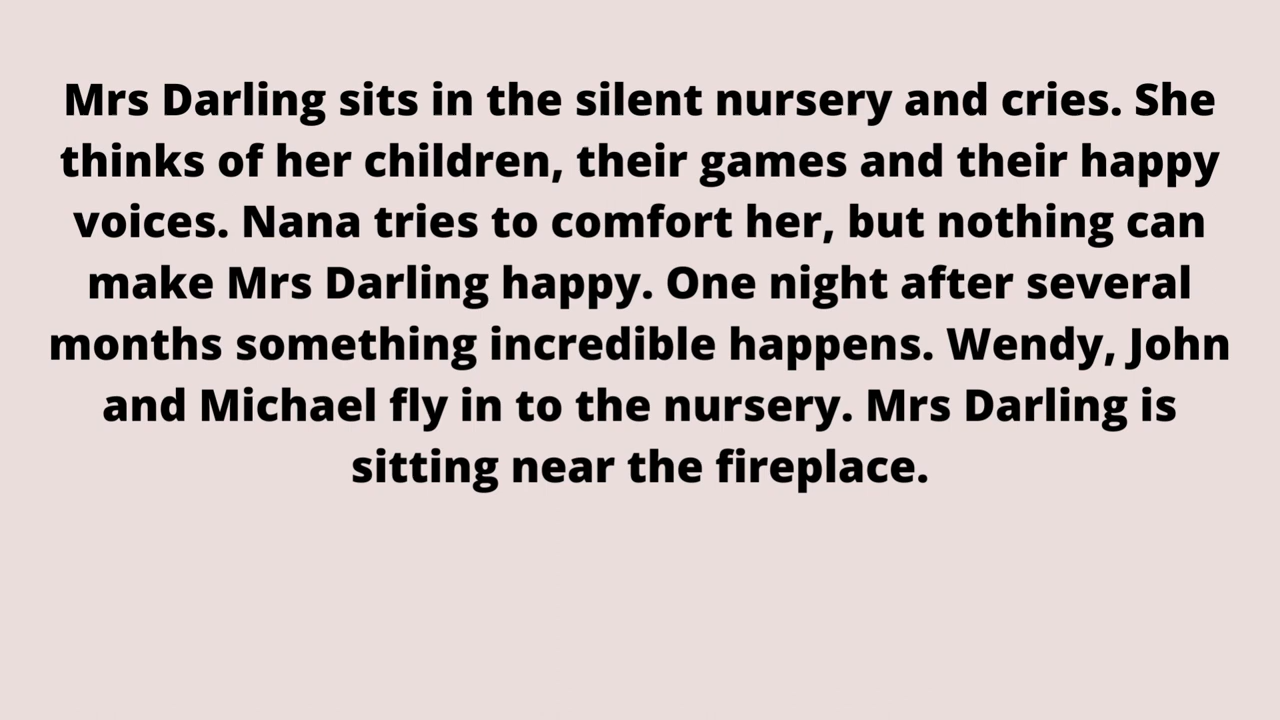 Mrs Darling sits in the silent nursery and cries. She
thinks of her children, their games and their happy
voices. Nana tries to comfort her, but nothing can
make Mrs Darling happy. One night after several
months something incredible happens. Wendy, John
and Michael fly in to the nursery. Mrs Darling is
sitting near the fireplace.